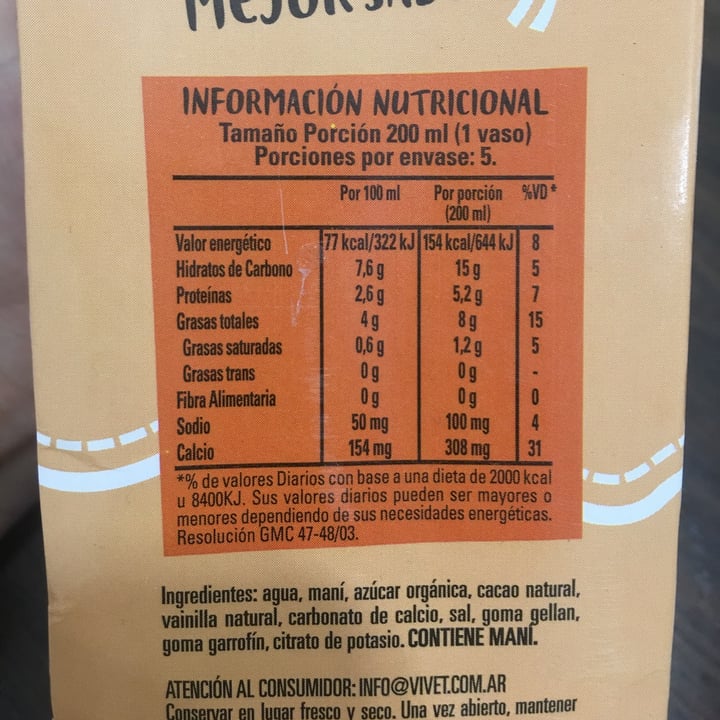 INFORMACIÓN NUTRICIONAL
Tamaño Porción 200 ml (1 vaso)
Porciones por envase: 5.
Por 100 ml Por porción (200 ml) %VD*
Valor energético 77 kcal/322 kJ 154 kcal/644 kJ 8
Hidratos de Carbono 7,6 g 15 g 5
Proteínas 2,6 g 5,2 g 7
Grasas totales 4 g 8 g 15
Grasas saturadas 0,6 g 1,2 g 5
Grasas trans 0 g 0 g -
Fibra Alimentaria 0 g 0 g 0
Sodio 50 mg 100 mg 4
Calcio 154 mg 308 mg 31
*% de valores Diarios con base a una dieta de 2000 kcal
u 8400KJ. Sus valores diarios pueden ser mayores o
menores dependiendo de sus necesidades energéticas.
Resolución GMC 47-48/03.
Ingredientes: agua, maní, azúcar orgánica, cacao natural,
vainilla natural, carbonato de calcio, sal, goma gellan,
goma garrofín, citrato de potasio. CONTIENE MANÍ.
ATENCIÓN AL CONSUMIDOR: INFO@VIVET.COM.AR
Conservar en lugar fresco y seco. Una vez abierto, mantener